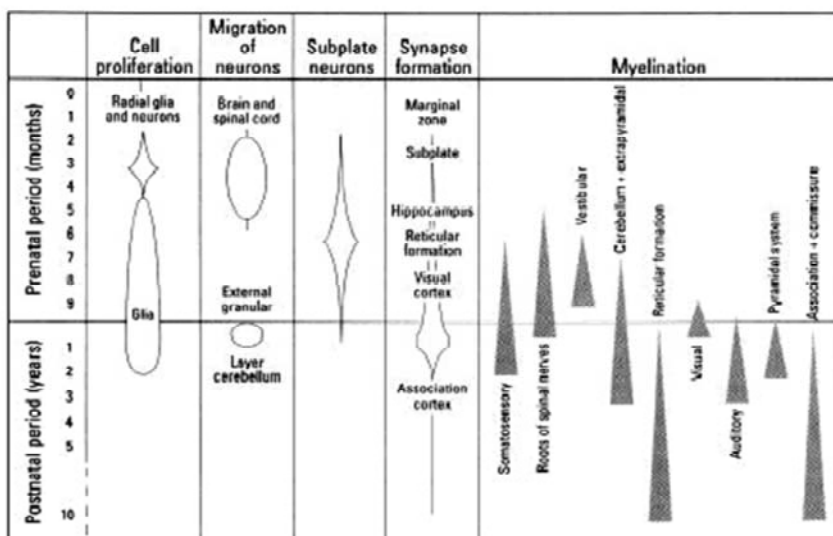 Cell
proliferation
Migration
of
neurons
Subplate
neurons
Synapse
formation
Myelination
Prenatal period (months)
0
1
2
3
4
5
6
7
8
9
Postnatal period (years)
1
2
3
4
5
10
Radial glia
and neurons
Glia
Brain and
spinal cord
External
granular
Layer
cerebellum
Marginal
zone
Subplate
Hippocampus
Reticular
formation
Visual
cortex
Association
cortex
Somatosensory
Roots of spinal nerves
Vestibular
Cerebellum + extrapyramidal
Reticular formation
Visual
Auditory
Pyramidal system
Association + commissure